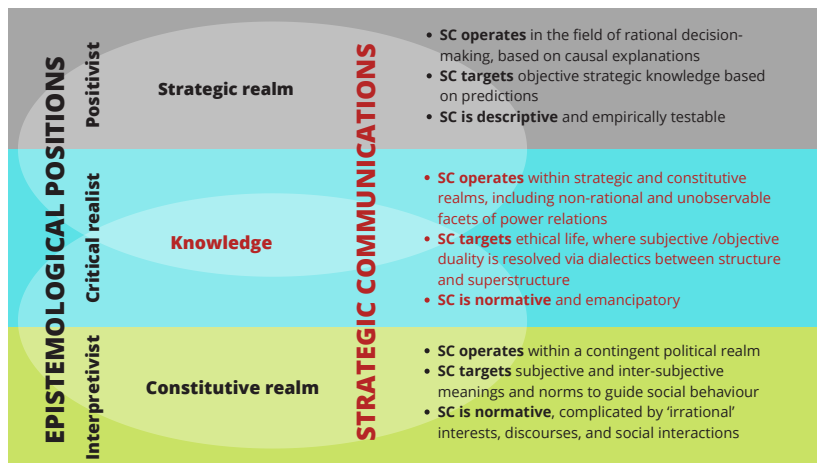 EPISTEMOLOGICAL POSITIONS
Positivist
Strategic realm
STRATEGIC COMMUNICATIONS
• SC operates in the field of rational decision-
making, based on causal explanations
• SC targets objective strategic knowledge based
on predictions
• SC is descriptive and empirically testable
Critical realist
Knowledge
• SC operates within strategic and constitutive
realms, including non-rational and unobservable
facets of power relations
• SC targets ethical life, where subjective /objective
duality is resolved via dialectics between structure
and superstructure
• SC is normative and emancipatory
Interpretivist
Constitutive realm
• SC operates within a contingent political realm
• SC targets subjective and inter-subjective
meanings and norms to guide social behaviour
• SC is normative, complicated by ‘irrational’
interests, discourses, and social interactions